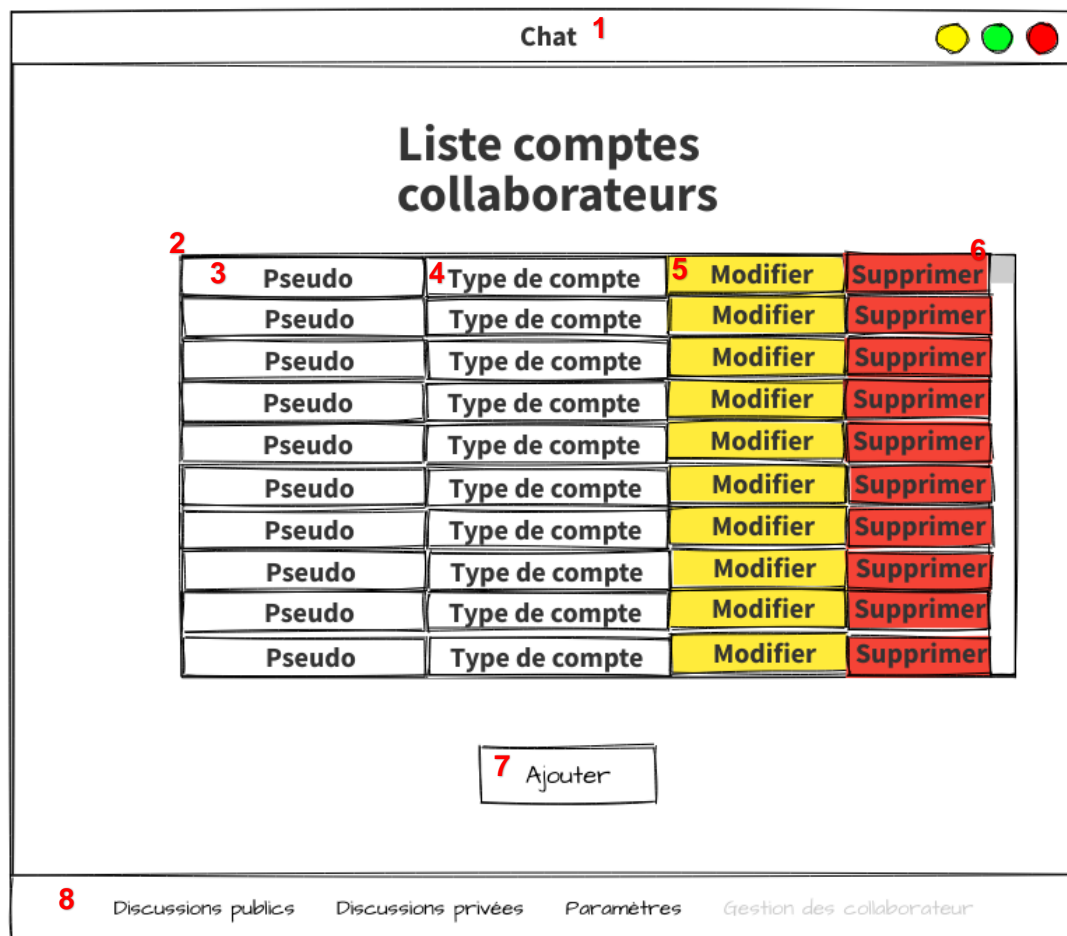 Chat 1
Liste comptes
collaborateurs
2 6
3 Pseudo 4 Type de compte 5 Modifier Supprimer
Pseudo Type de compte Modifier Supprimer
Pseudo Type de compte Modifier Supprimer
Pseudo Type de compte Modifier Supprimer
Pseudo Type de compte Modifier Supprimer
Pseudo Type de compte Modifier Supprimer
Pseudo Type de compte Modifier Supprimer
Pseudo Type de compte Modifier Supprimer
Pseudo Type de compte Modifier Supprimer
Pseudo Type de compte Modifier Supprimer
7 Ajouter
8 Discussions publics Discussions privées Paramètres Gestion des collaborateur